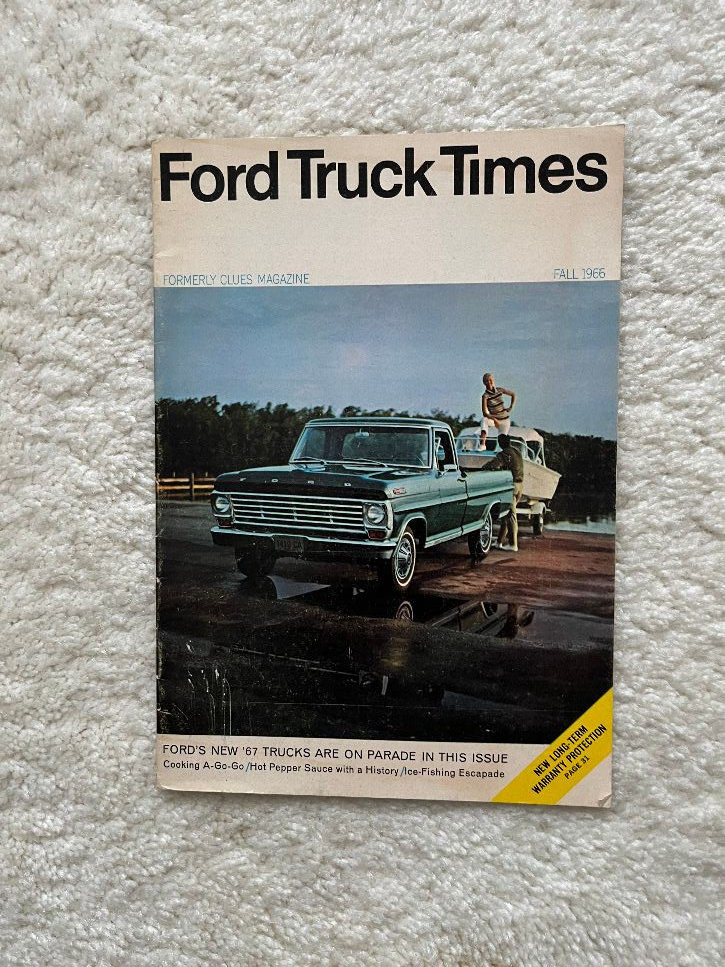 Ford Truck Times
FORMERLY CLUES MAGAZINE
FALL 1966
FORD
FORD'S NEW '67 TRUCKS ARE ON PARADE IN THIS ISSUE
Cooking A-Go-Go/Hot Pepper Sauce with a History/Ice-Fishing Escapade
NEW LONG-TERM
WARRANTY PROTECTION
PAGE 31